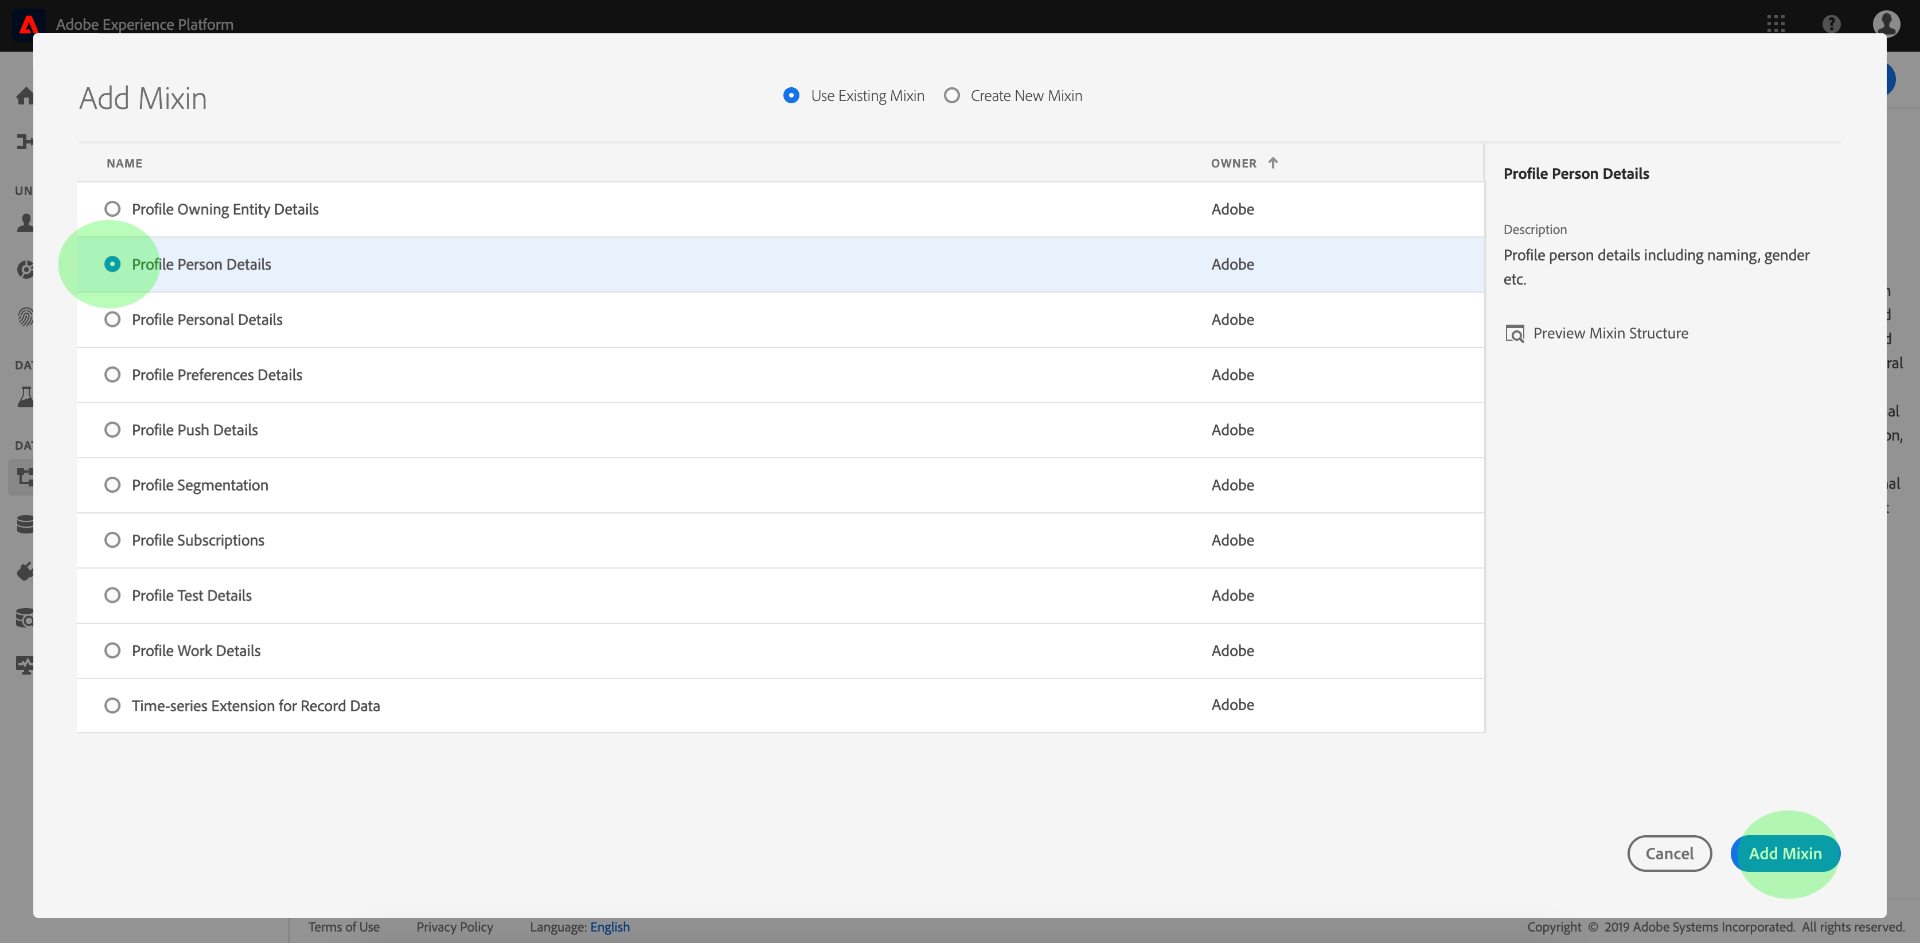 Adobe Experience Platform
Add Mixin
Use Existing Mixin
Create New Mixin
NAME
OWNER
Profile Owning Entity Details
Adobe
Profile Person Details
Adobe
Profile Personal Details
Adobe
Profile Preferences Details
Adobe
Profile Push Details
Adobe
Profile Segmentation
Adobe
Profile Subscriptions
Adobe
Profile Test Details
Adobe
Profile Work Details
Adobe
Time-series Extension for Record Data
Adobe
Profile Person Details
Description
Profile person details including naming, gender
etc.
Preview Mixin Structure
Cancel
Add Mixin
Terms of Use
Privacy Policy
Language: English
Copyright © 2019 Adobe Systems Incorporated. All rights reserved.